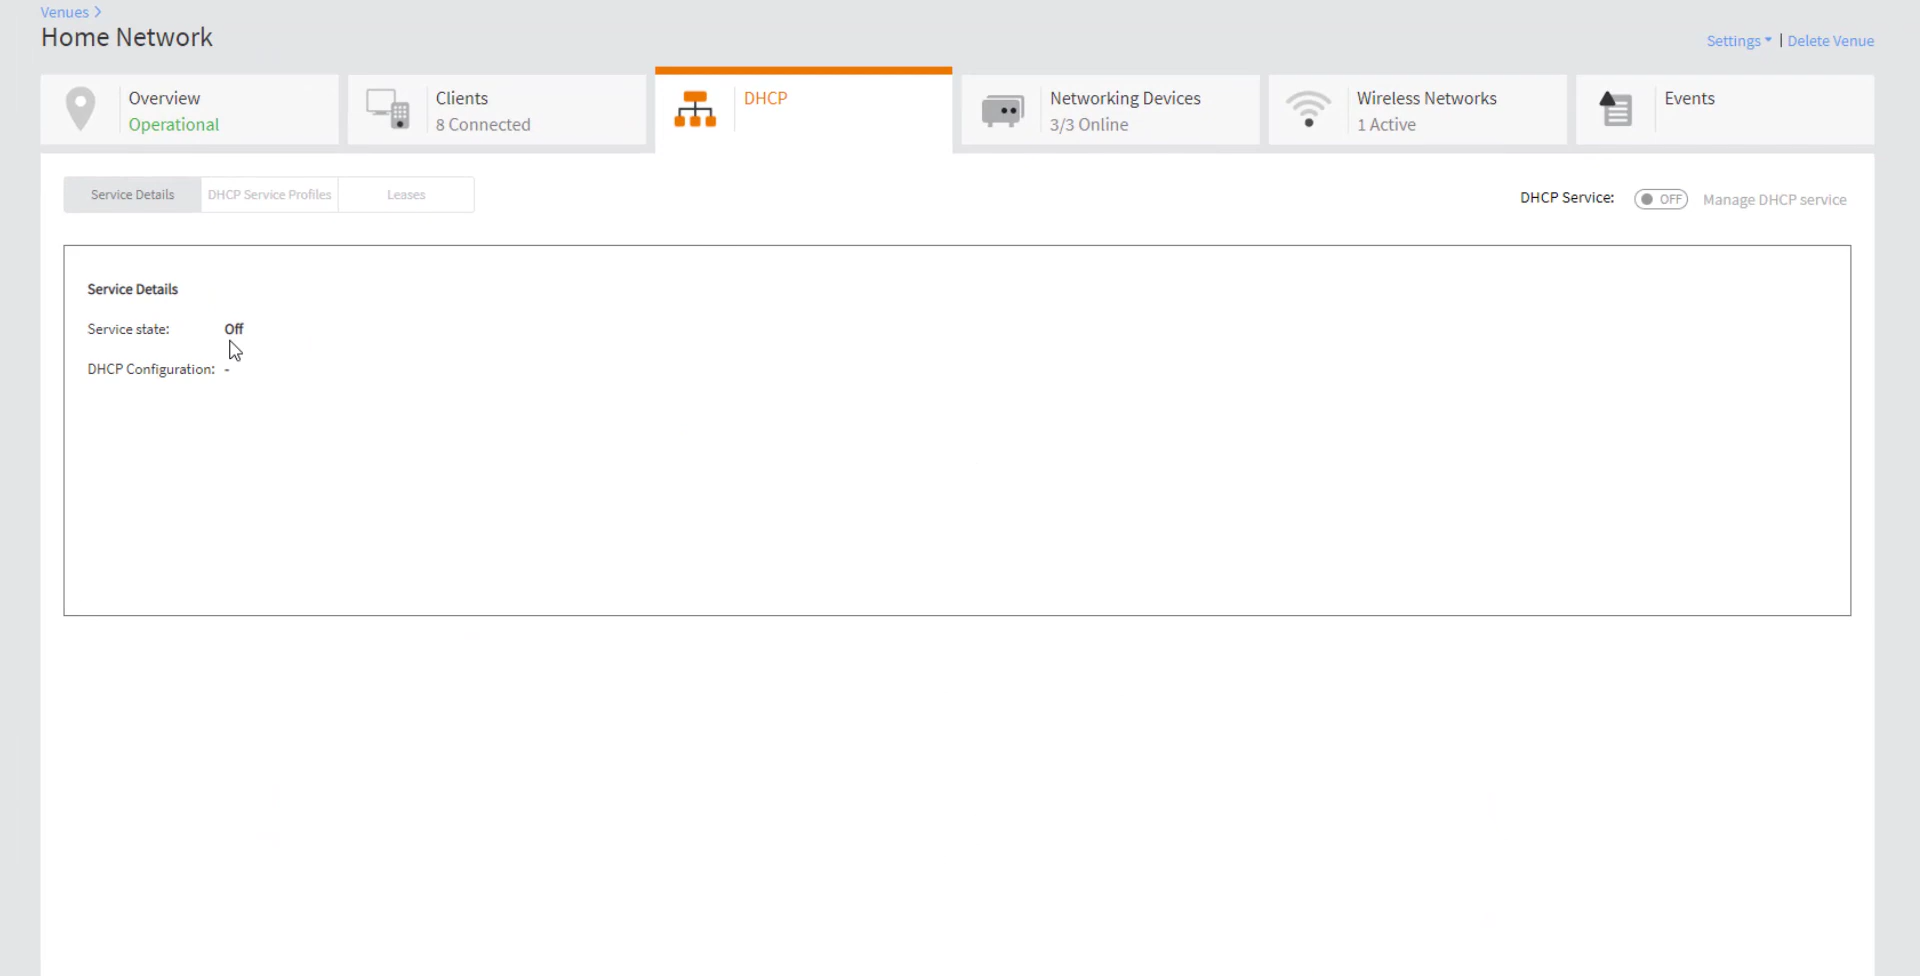 Venues >
Home Network
Settings | Delete Venue
Overview
Operational
Clients
8 Connected
DHCP
Networking Devices
3/3 Online
Wireless Networks
1 Active
Events
Service Details DHCP Service Profiles Leases
DHCP Service: OFF Manage DHCP service
Service Details
Service state: Off
DHCP Configuration: -